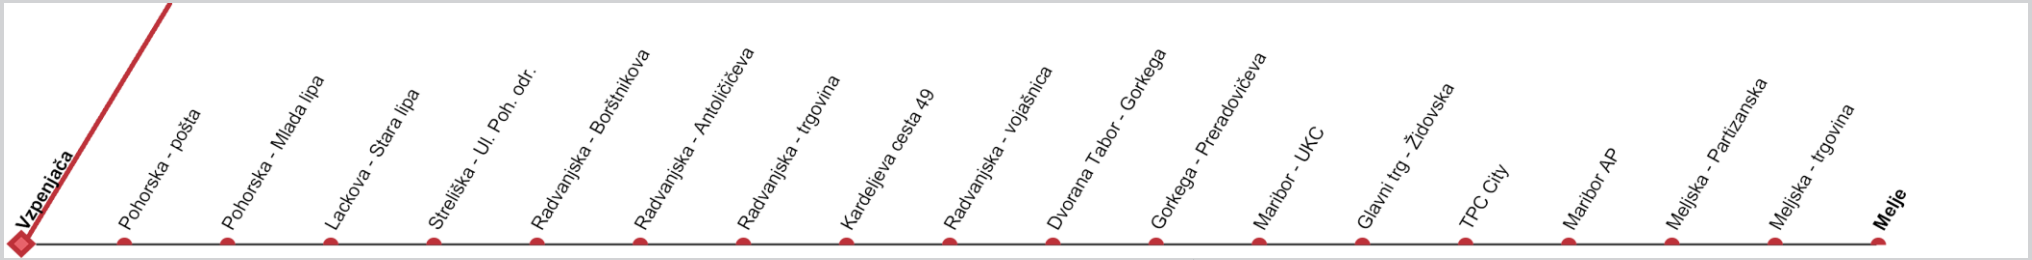 Vzpenjača
Pohorska - pošta
Pohorska - Mlada lipa
Lackova - Stara lipa
Streliška - Ul. Poh. odr.
Radvanjska - Borštnikova
Radvanjska - Antoličičeva
Radvanjska - trgovina
Kardeljeva cesta 49
Radvanjska - vojašnica
Dvorana Tabor - Gorkega
Gorkega - Preradovičeva
Maribor - UKC
Glavni trg - Židovska
TPC City
Maribor AP
Meljska - Partizanska
Meljska - trgovina
Melje